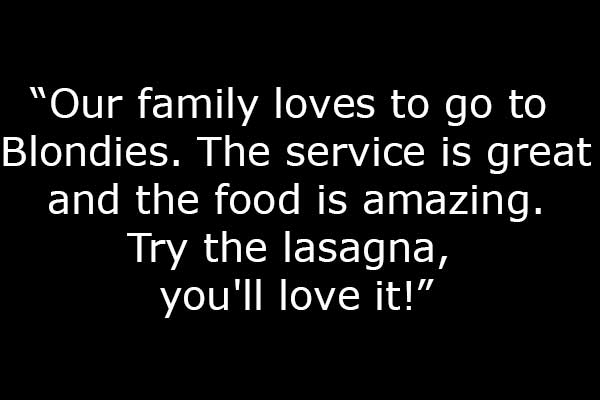 “Our family loves to go to
Blondies. The service is great
and the food is amazing.
Try the lasagna,
you'll love it!”